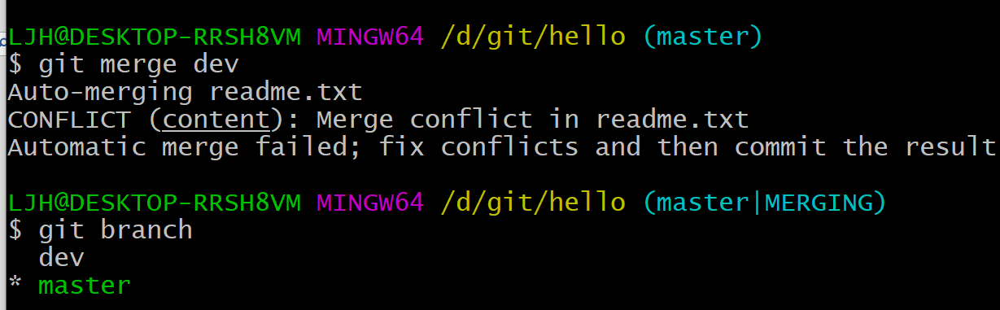 LJH@DESKTOP-RRSH8VM MINGW64 /d/git/hello (master)
$ git merge dev
Auto-merging readme.txt
CONFLICT (content): Merge conflict in readme.txt
Automatic merge failed; fix conflicts and then commit the result
LJH@DESKTOP-RRSH8VM MINGW64 /d/git/hello (master|MERGING)
$ git branch
  dev
* master